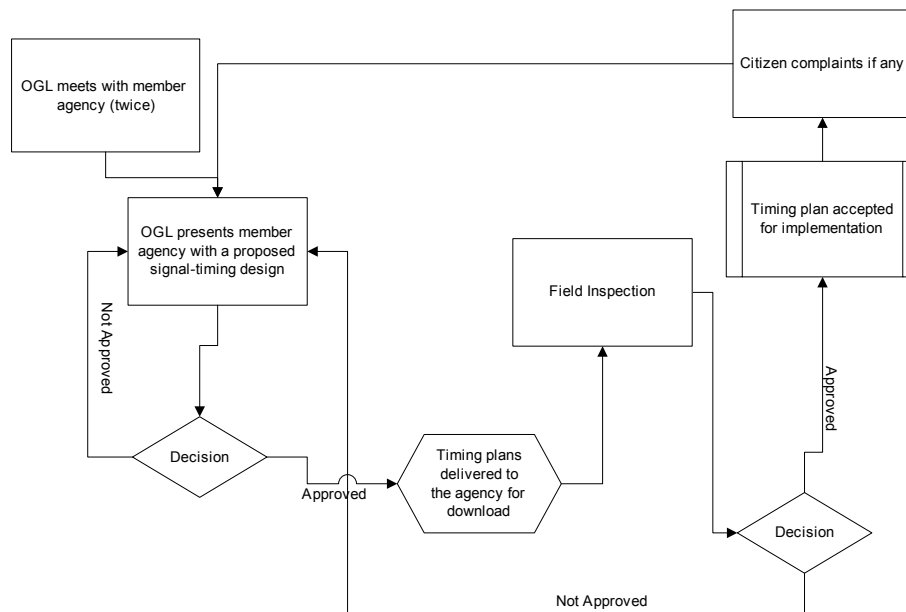 OGL meets with member
agency (twice)
Citizen complaints if any
OGL presents member
agency with a proposed
signal-timing design
Timing plan accepted
for implementation
Field Inspection
Not Approved
Approved
Decision
Timing plans
delivered to
the agency for
download
Approved
Decision
Not Approved